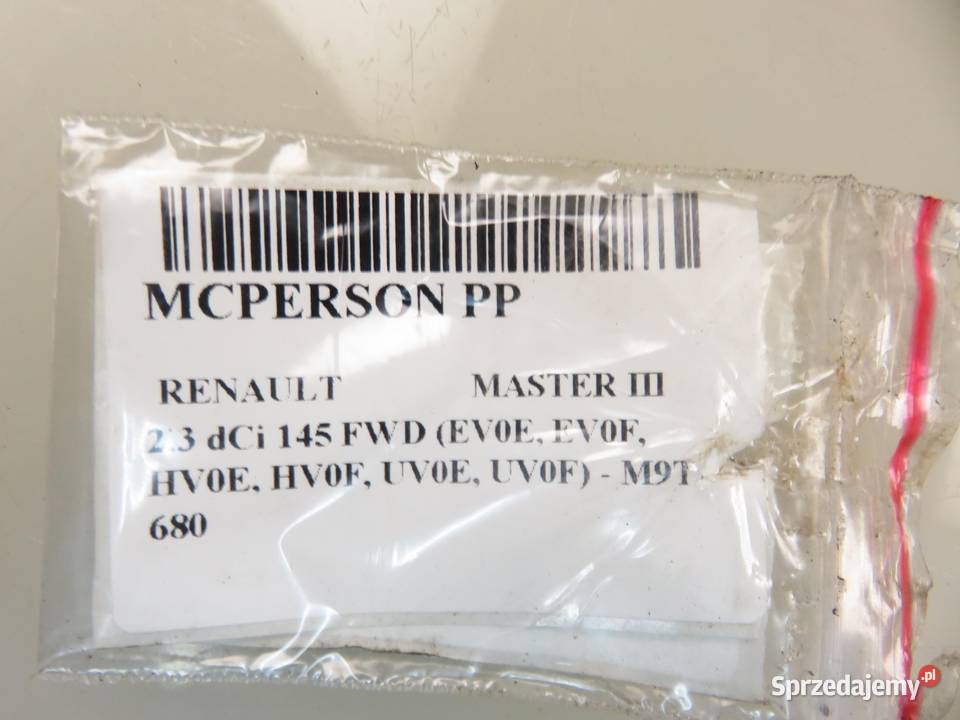 MCPERSON PP
RENAULT MASTER III
2.3 dCi 145 FWD (EV0E, EV0F,
HV0E, HV0F, UV0E, UV0F) - M9T
680
Sprzedajemy.pl